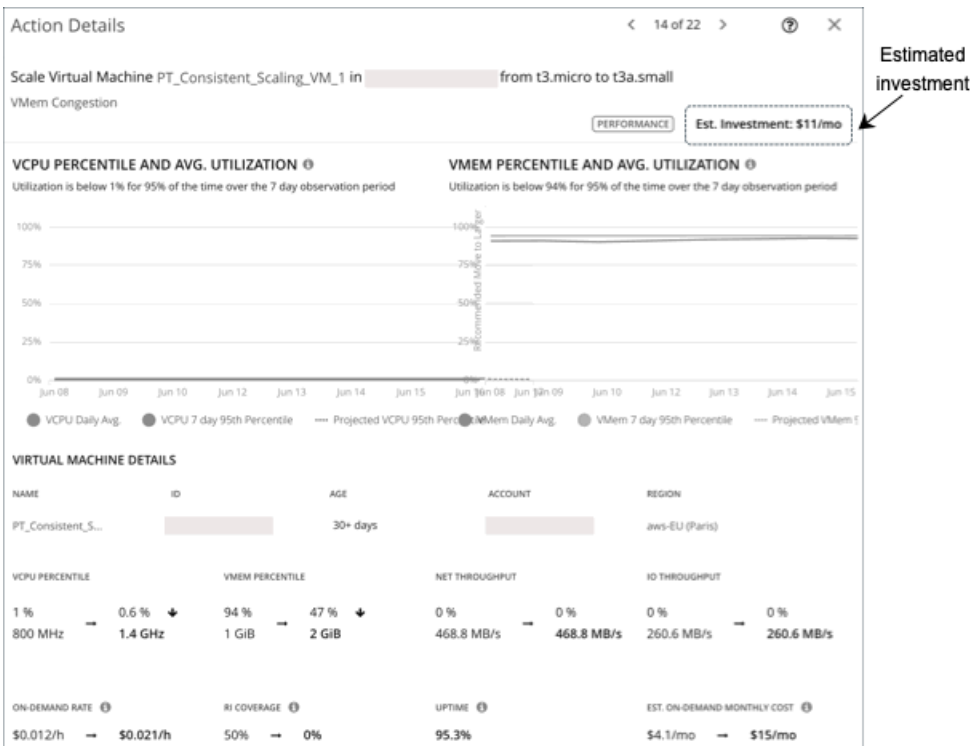 Action Details
14 of 22
Estimated investment
Scale Virtual Machine PT_Consistent_Scaling_VM_1 in from t3.micro to t3a.small
VMem Congestion
PERFORMANCE
Est. Investment: $11/mo
VCPU PERCENTILE AND AVG. UTILIZATION
Utilization is below 1% for 95% of the time over the 7 day observation period
100%
75%
50%
25%
0%
Jun 08 Jun 09 Jun 10 Jun 12 Jun 13 Jun 14 Jun 15
VCPU Daily Avg. VCPU 7 day 95th Percentile Projected VCPU 95th
VMEM PERCENTILE AND AVG. UTILIZATION
Utilization is below 94% for 95% of the time over the 7 day observation period
Recommended Move to Larger
100%
75%
50%
25%
0%
Jun 08 Jun 09 Jun 10 Jun 12 Jun 13 Jun 14 Jun 15
VMem Daily Avg. VMem 7 day 95th Percentile Projected VMem
VIRTUAL MACHINE DETAILS
NAME ID AGE ACCOUNT REGION
PT_Consistent_S... 30+ days aws-EU (Paris)
VCPU PERCENTILE VMEM PERCENTILE NET THROUGHPUT IO THROUGHPUT
1 % → 0.6 % ↓ 94 % → 47 % ↓ 0 % → 0 % 0 % → 0 %
800 MHz 1.4 GHz 1 GiB 2 GiB 468.8 MB/s 468.8 MB/s 260.6 MB/s 260.6 MB/s
ON-DEMAND RATE RI COVERAGE UPTIME EST. ON-DEMAND MONTHLY COST
$0.012/h → $0.021/h 50% → 0% 95.3% $4.1/mo → $15/mo